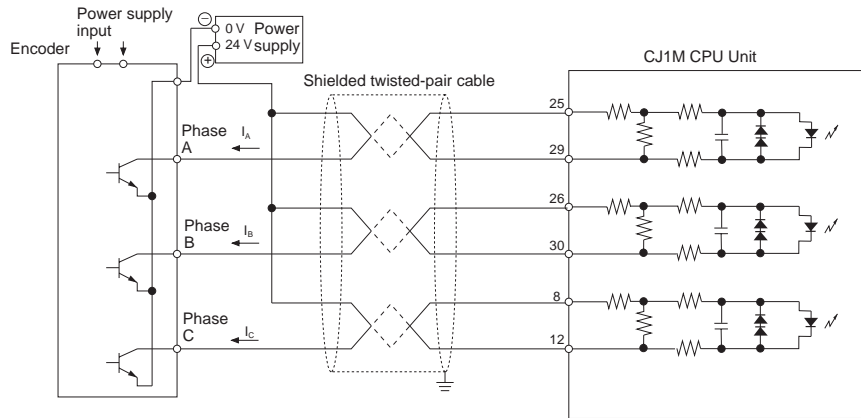 Power supply
input
Encoder
−
0 V
Power
24 V
supply
+
Shielded twisted-pair cable
CJ1M CPU Unit
Phase
A
IA
25
29
Phase
B
IB
26
30
Phase
C
IC
8
12